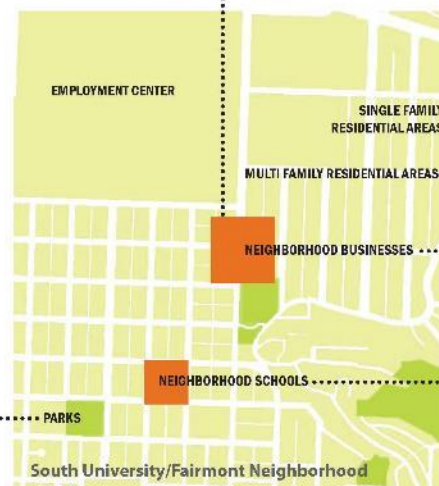 EMPLOYMENT CENTER
SINGLE FAMILY
RESIDENTIAL AREAS
MULTI FAMILY RESIDENTIAL AREAS
NEIGHBORHOOD BUSINESSES
NEIGHBORHOOD SCHOOLS
PARKS
South University/Fairmont Neighborhood